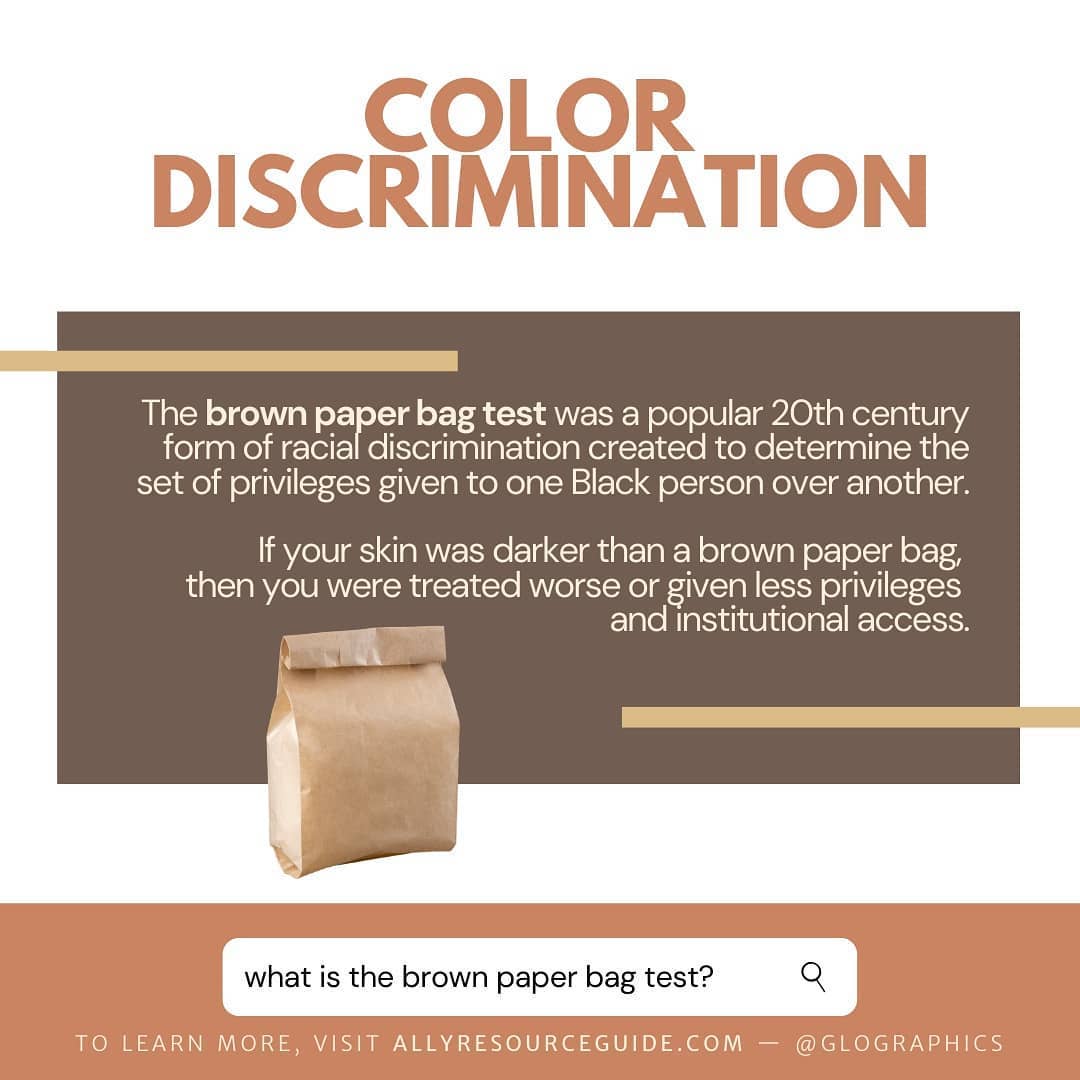 COLOR
DISCRIMINATION
The brown paper bag test was a popular 20th century
form of racial discrimination created to determine the
set of privileges given to one Black person over another.
If your skin was darker than a brown paper bag,
then you were treated worse or given less privileges
and institutional access.
what is the brown paper bag test?
TO LEARN MORE, VISIT ALLYRESOURCEGUIDE.COM — @GLOGRAPHICS